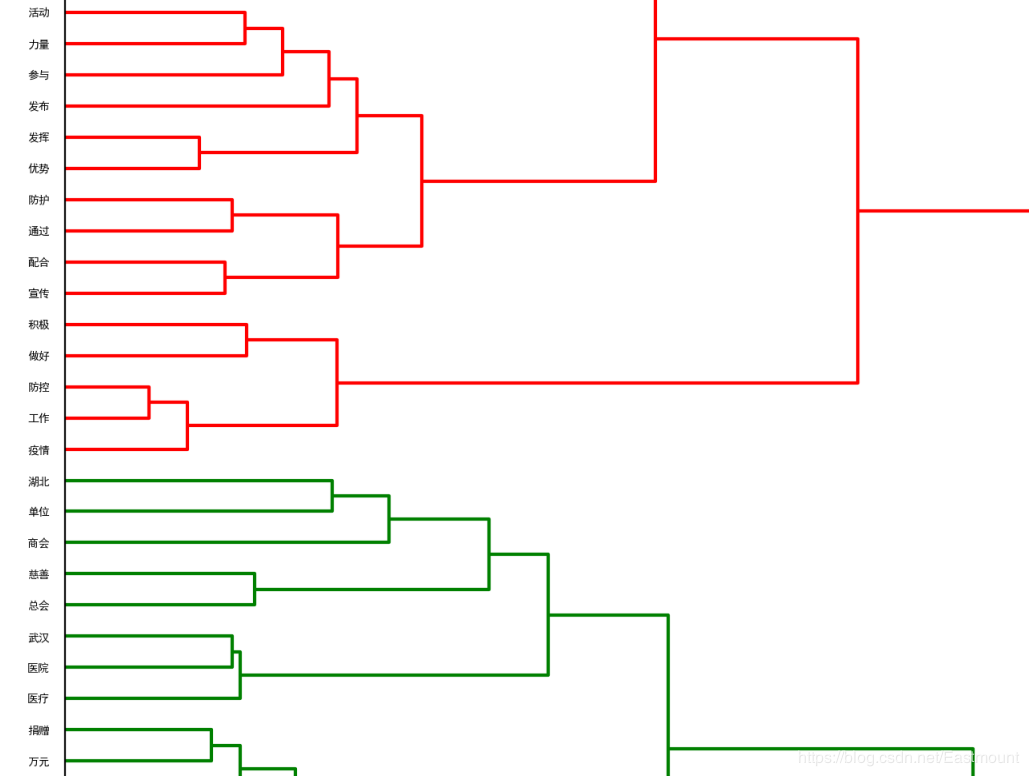 活动
力量
参与
发布
发挥
优势
防护
通过
配合
宣传
积极
做好
防控
工作
疫情
湖北
单位
商会
慈善
总会
武汉
医院
医疗
捐赠
万元
https://blog.csdn.net/Eastmount